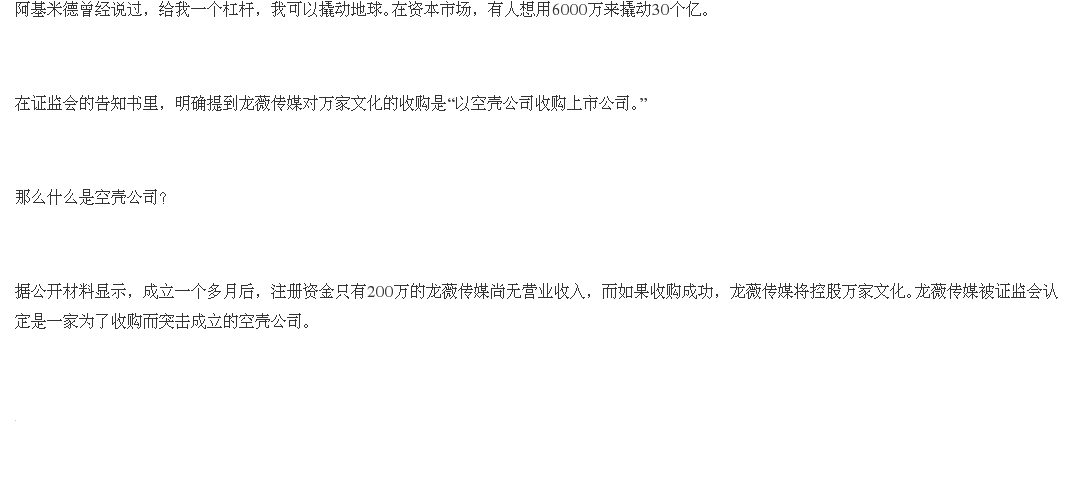 阿基米德曾经说过，给我一个杠杆，我可以撬动地球。在资本市场，有人想用6000万来撬动30个亿。
在证监会的告知书里，明确提到龙薇传媒对万家文化的收购是“以空壳公司收购上市公司。”
那么什么是空壳公司?
据公开材料显示，成立一个多月后，注册资金只有200万的龙薇传媒尚无营业收入，而如果收购成功，龙薇传媒将控股万家文化。龙薇传媒被证监会认
定是一家为了收购而突击成立的空壳公司。